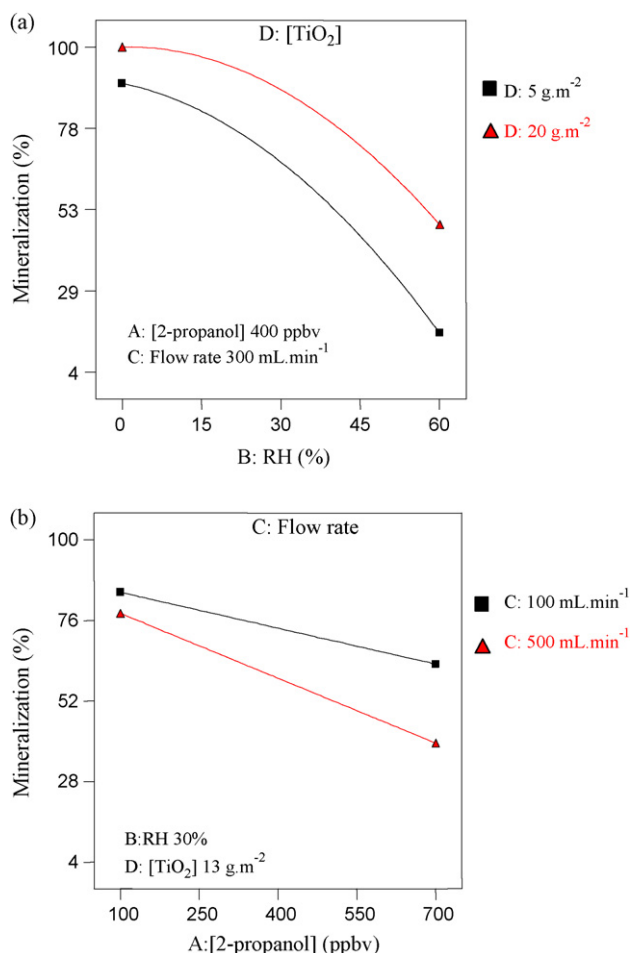 (a)
D: [TiO₂]
100
78
53
29
4
Mineralization (%)
D: 5 g.m⁻²
D: 20 g.m⁻²
A: [2-propanol] 400 ppbv
C: Flow rate 300 mL.min⁻¹
0 15 30 45 60
B: RH (%)
(b)
C: Flow rate
100
76
52
28
4
Mineralization (%)
C: 100 mL.min⁻¹
C: 500 mL.min⁻¹
B:RH 30%
D: [TiO₂] 13 g.m⁻²
100 250 400 550 700
A:[2-propanol] (ppbv)